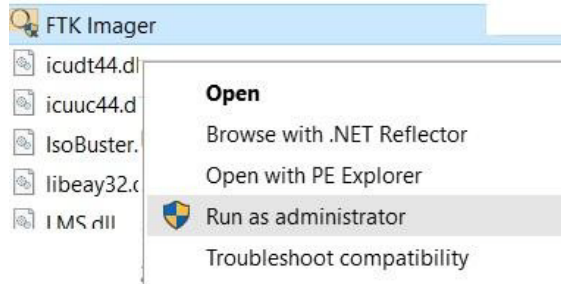 FTK Imager
icudt44.dl
icuuc44.d
IsoBuster.
libeay32.
LMS.dll
Open
Browse with .NET Reflector
Open with PE Explorer
Run as administrator
Troubleshoot compatibility